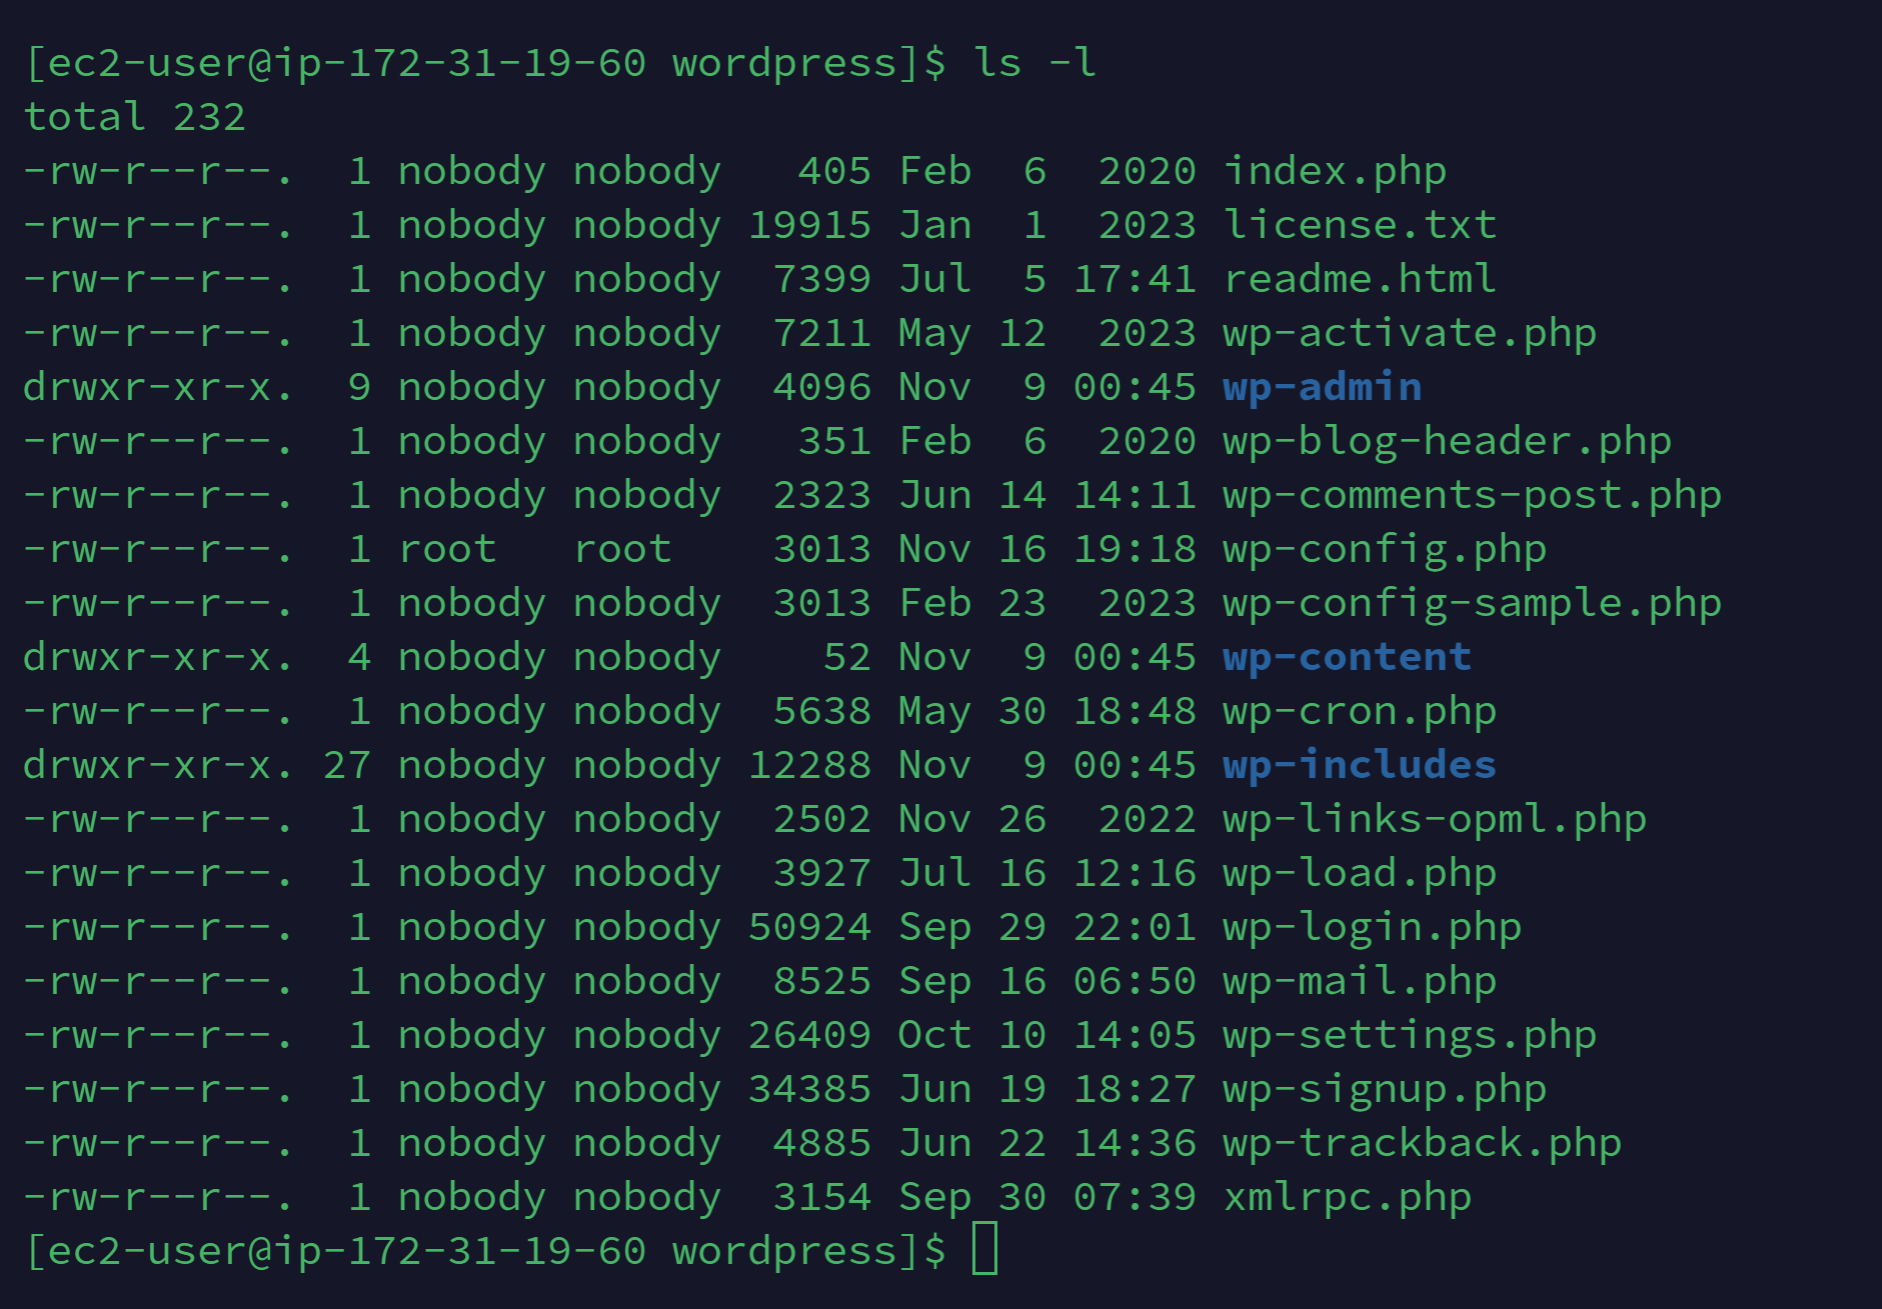 [ec2-user@ip-172-31-19-60 wordpress]$ ls -l
total 232
-rw-r--r--.  1 nobody nobody   405 Feb  6  2020 index.php
-rw-r--r--.  1 nobody nobody 19915 Jan  1  2023 license.txt
-rw-r--r--.  1 nobody nobody  7399 Jul  5 17:41 readme.html
-rw-r--r--.  1 nobody nobody  7211 May 12  2023 wp-activate.php
drwxr-xr-x.  9 nobody nobody  4096 Nov  9 00:45 wp-admin
-rw-r--r--.  1 nobody nobody   351 Feb  6  2020 wp-blog-header.php
-rw-r--r--.  1 nobody nobody  2323 Jun 14 14:11 wp-comments-post.php
-rw-r--r--.  1 root   root    3013 Nov 16 19:18 wp-config.php
-rw-r--r--.  1 nobody nobody  3013 Feb 23  2023 wp-config-sample.php
drwxr-xr-x.  4 nobody nobody    52 Nov  9 00:45 wp-content
-rw-r--r--.  1 nobody nobody  5638 May 30 18:48 wp-cron.php
drwxr-xr-x. 27 nobody nobody 12288 Nov  9 00:45 wp-includes
-rw-r--r--.  1 nobody nobody  2502 Nov 26  2022 wp-links-opml.php
-rw-r--r--.  1 nobody nobody  3927 Jul 16 12:16 wp-load.php
-rw-r--r--.  1 nobody nobody 50924 Sep 29 22:01 wp-login.php
-rw-r--r--.  1 nobody nobody  8525 Sep 16 06:50 wp-mail.php
-rw-r--r--.  1 nobody nobody 26409 Oct 10 14:05 wp-settings.php
-rw-r--r--.  1 nobody nobody 34385 Jun 19 18:27 wp-signup.php
-rw-r--r--.  1 nobody nobody  4885 Jun 22 14:36 wp-trackback.php
-rw-r--r--.  1 nobody nobody  3154 Sep 30 07:39 xmlrpc.php
[ec2-user@ip-172-31-19-60 wordpress]$